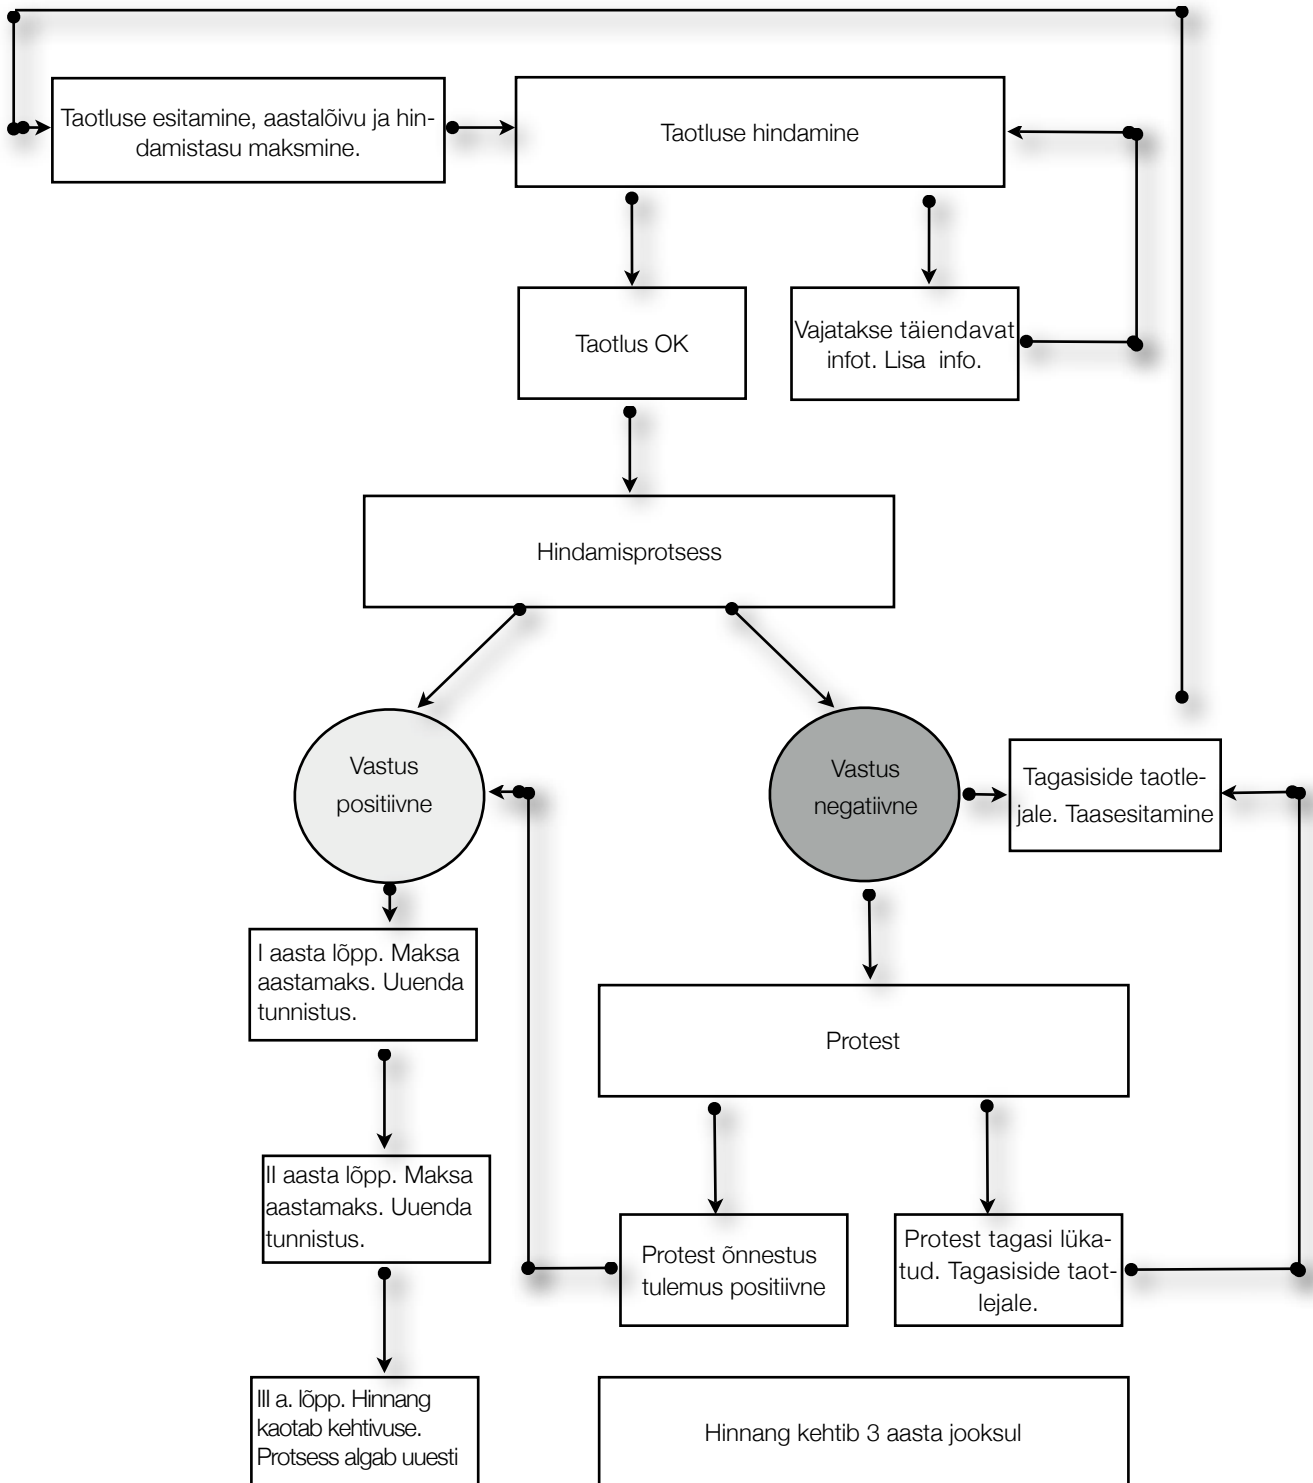 Taotluse esitamine, aastalõivu ja hin-
damistasu maksmine.
Taotluse hindamine
Taotlus OK
Vajatakse täiendavat
infot. Lisa info.
Hindamisprotsess
Vastus
positiivne
Vastus
negatiivne
Tagasiside taotle-
jale. Taasesitamine
I aasta lõpp. Maksa
aastamaks. Uuenda
tunnistus.
Protest
II aasta lõpp. Maksa
aastamaks. Uuenda
tunnistus.
Protest õnnestus
tulemus positiivne
Protest tagasi lüka-
tud. Tagasiside taot-
lejale.
III a. lõpp. Hinnang
kaotab kehtivuse.
Protsess algab uuesti
Hinnang kehtib 3 aasta jooksul